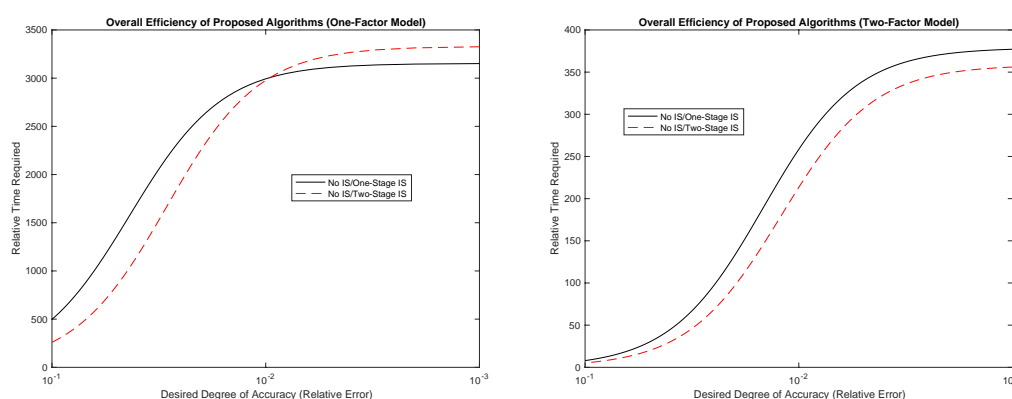 Overall Efficiency of Proposed Algorithms (One-Factor Model)
3500
3000
2500
2000
1500
1000
500
0
Relative Time Required
No IS/One-Stage IS
No IS/Two-Stage IS
10^-1
10^-2
10^-3
Desired Degree of Accuracy (Relative Error)
Overall Efficiency of Proposed Algorithms (Two-Factor Model)
400
350
300
250
200
150
100
50
0
Relative Time Required
No IS/One-Stage IS
No IS/Two-Stage IS
10^-1
10^-2
10^-3
Desired Degree of Accuracy (Relative Error)